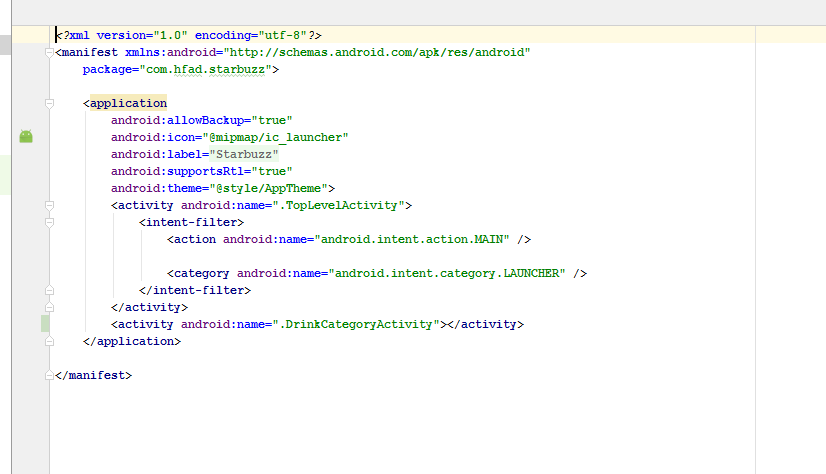 <?xml version="1.0" encoding="utf-8"?>
<manifest xmlns:android="http://schemas.android.com/apk/res/android"
    package="com.hfad.starbuzz">

    <application
        android:allowBackup="true"
        android:icon="@mipmap/ic_launcher"
        android:label="Starbuzz"
        android:supportsRtl="true"
        android:theme="@style/AppTheme">
        <activity android:name=".TopLevelActivity">
            <intent-filter>
                <action android:name="android.intent.action.MAIN" />

                <category android:name="android.intent.category.LAUNCHER" />
            </intent-filter>
        </activity>
        <activity android:name=".DrinkCategoryActivity"></activity>
    </application>

</manifest>